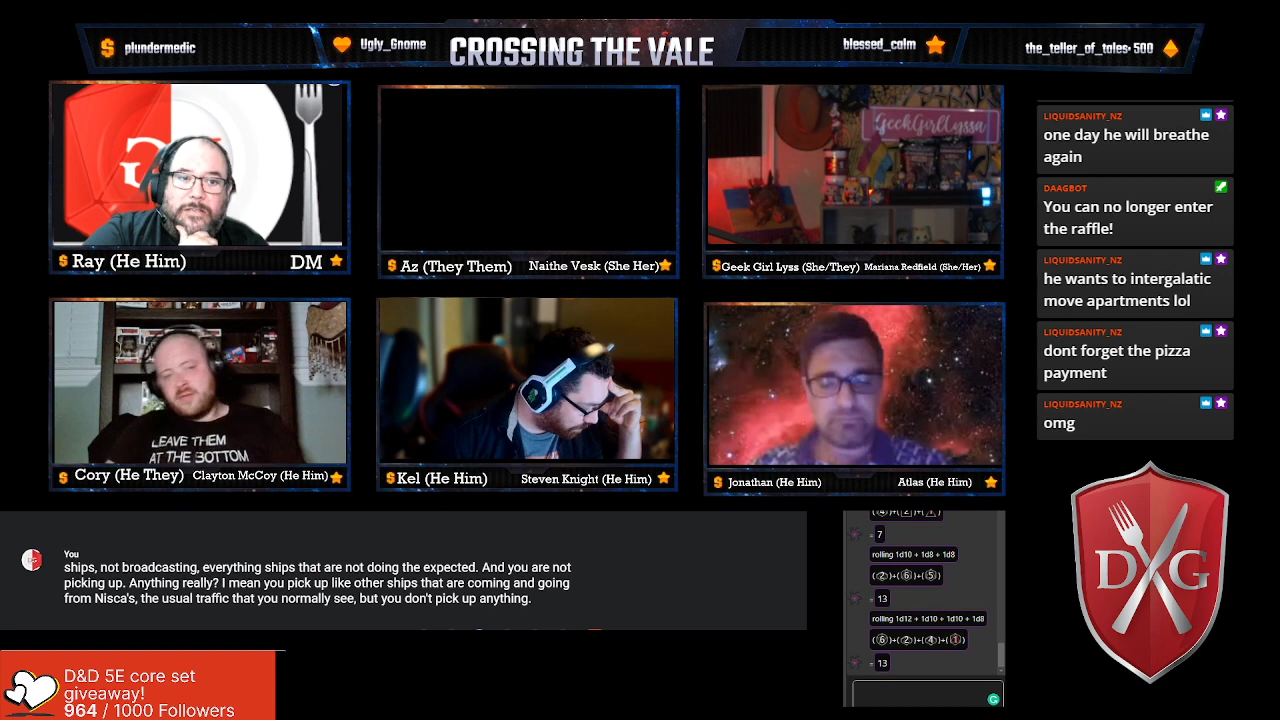 plundermedic
Ugly_Gnome
CROSSING THE VALE
blessed_calm
the_teller_of_tales: 500
Ray (He Him)
DM
Az (They Them)
Naithe Vesk (She Her)
GeekGirlLyssa
Geek Girl Lyss (She/They)
Mariana Redfield (She/Her)
LEAVE THEM
AT THE BOTTOM
Cory (He They)
Clayton McCoy (He Him)
Kel (He Him)
Steven Knight (He Him)
Jonathan (He Him)
Atlas (He Him)
LIQUIDSANITY_NZ
one day he will breathe
again
DAAGBOT
You can no longer enter
the raffle!
LIQUIDSANITY_NZ
he wants to intergalatic
move apartments lol
LIQUIDSANITY_NZ
dont forget the pizza
payment
LIQUIDSANITY_NZ
omg
You
ships, not broadcasting, everything ships that are not doing the expected. And you are not
picking up. Anything really? I mean you pick up like other ships that are coming and going
from Nisca's, the usual traffic that you normally see, but you don't pick up anything.
(4)+(2)+(1)
= 7
rolling 1d10 + 1d8 + 1d8
(2)+(6)+(5)
= 13
rolling 1d12 + 1d10 + 1d10 + 1d8
(6)+(2)+(4)+(1)
= 13
DG
D&D 5E core set
giveaway!
964 / 1000 Followers